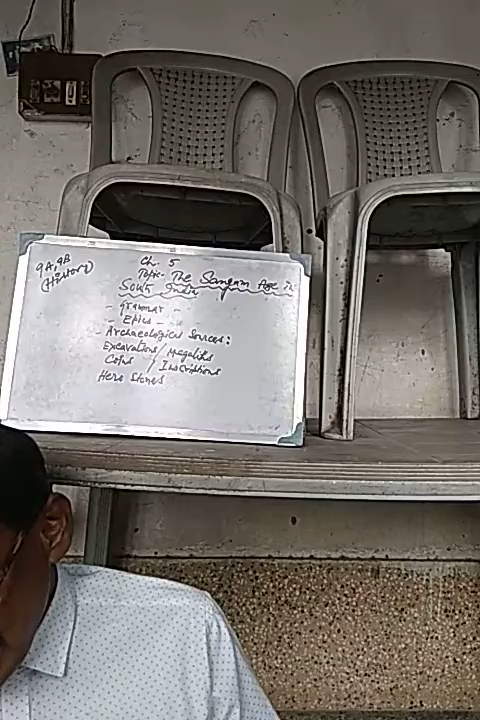 9A, 9B
(History)
Ch. 5
Topic- The Sangam Age in
South India
- Grammar -
- Epics -
- Archaeological Sources:
Excavations / Megaliths
Coins / Inscriptions
Hero Stones